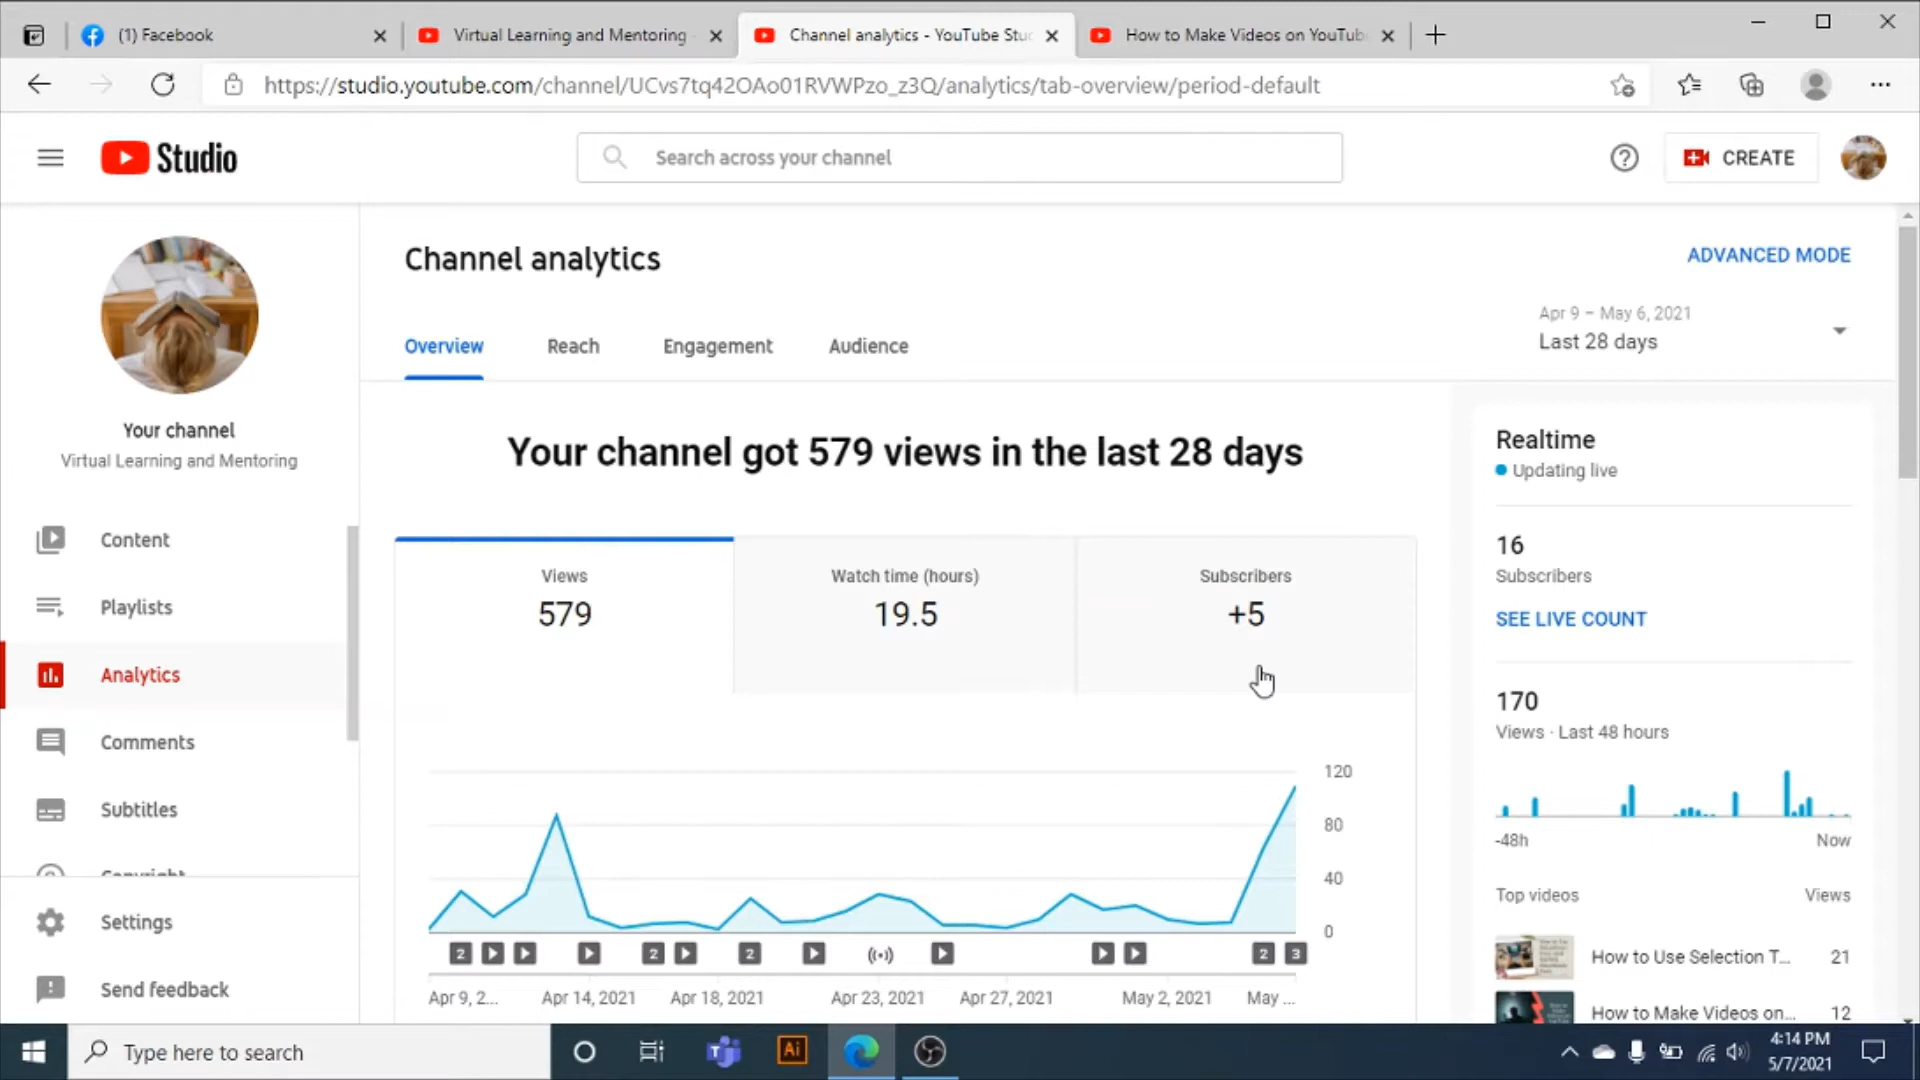 (1) Facebook
Virtual Learning and Mentoring
Channel analytics - YouTube Stu
How to Make Videos on YouTub
https://studio.youtube.com/channel/UCvs7tq42OAo01RVWPzo_z3Q/analytics/tab-overview/period-default
Studio
Search across your channel
CREATE
Your channel
Virtual Learning and Mentoring
Content
Playlists
Analytics
Comments
Subtitles
Copyright
Settings
Send feedback
Channel analytics
ADVANCED MODE
Overview
Reach
Engagement
Audience
Apr 9 – May 6, 2021
Last 28 days
Your channel got 579 views in the last 28 days
Views
579
Watch time (hours)
19.5
Subscribers
+5
120
80
40
0
2
2
2
2
3
Apr 9, 2...
Apr 14, 2021
Apr 18, 2021
Apr 23, 2021
Apr 27, 2021
May 2, 2021
May ...
Realtime
Updating live
16
Subscribers
SEE LIVE COUNT
170
Views · Last 48 hours
-48h
Now
Top videos
Views
How to Use Selection T...
21
How to Make Videos on...
12
Type here to search
Ai
4:14 PM
5/7/2021